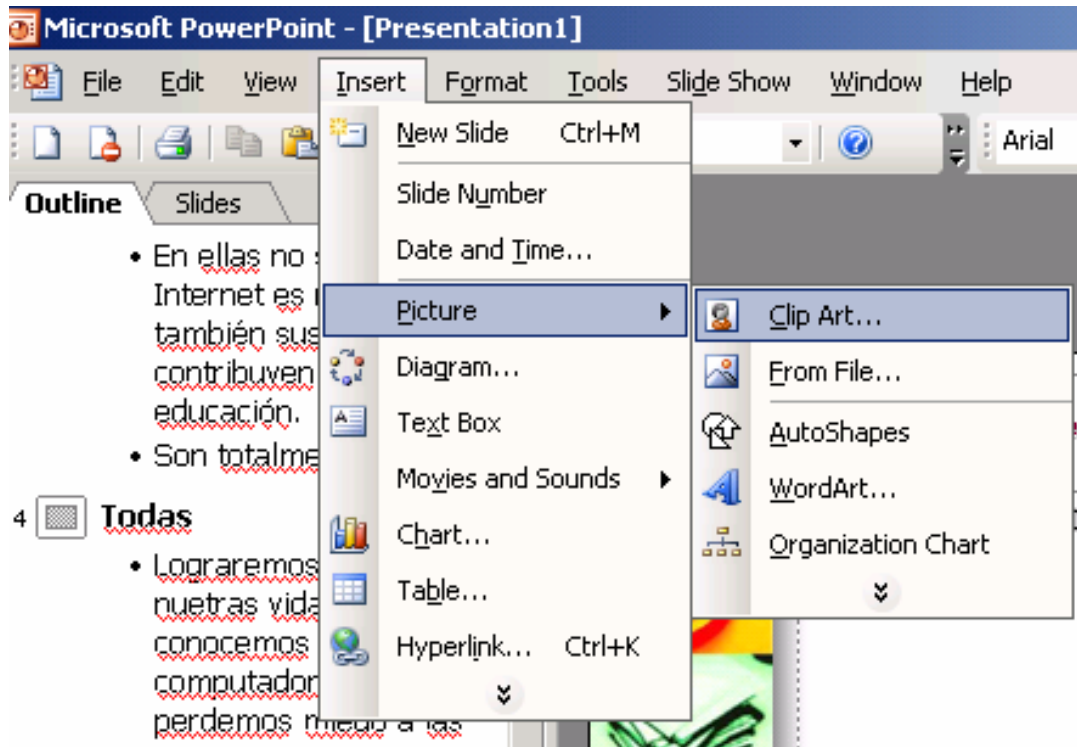 Microsoft PowerPoint - [Presentation1]
File Edit View Insert Format Tools Slide Show Window Help
Arial
Outline Slides
New Slide Ctrl+M
Slide Number
Date and Time...
Picture
Diagram...
Text Box
Movies and Sounds
Chart...
Table...
Hyperlink... Ctrl+K
Clip Art...
From File...
AutoShapes
WordArt...
Organization Chart
• En ellas no
Internet es
también sus
contribuyen
educación.
• Son
4 Todas
• Lograremos
nuetras
conocemos
perdemos miedo a las